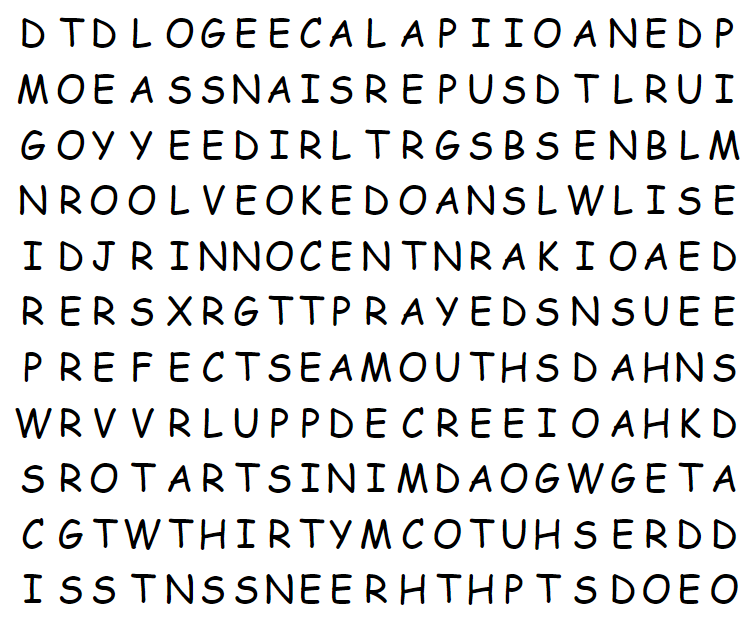 D T D L O G E E C A L A P I I O A N E D P
M O E A S S N A I S R E P U S D T L R U I
G O Y Y E E D I R L T R G S B S E N B L M
N R O O L V E O K E D O A N S L W L I S E
I D J R I N N O C E N T N R A K I O A E D
R E R S X R G T T P R A Y E D S N S U E E
P R E F E C T S E A M O U T H S D A H N S
W R V V R L U P P D E C R E E I O A H K D
S R O T A R T S I N I M D A O G W G E T A
C G T W T H I R T Y M C O T U H S E R D D
I S S T N S S N E E R H T H P T S D O E O